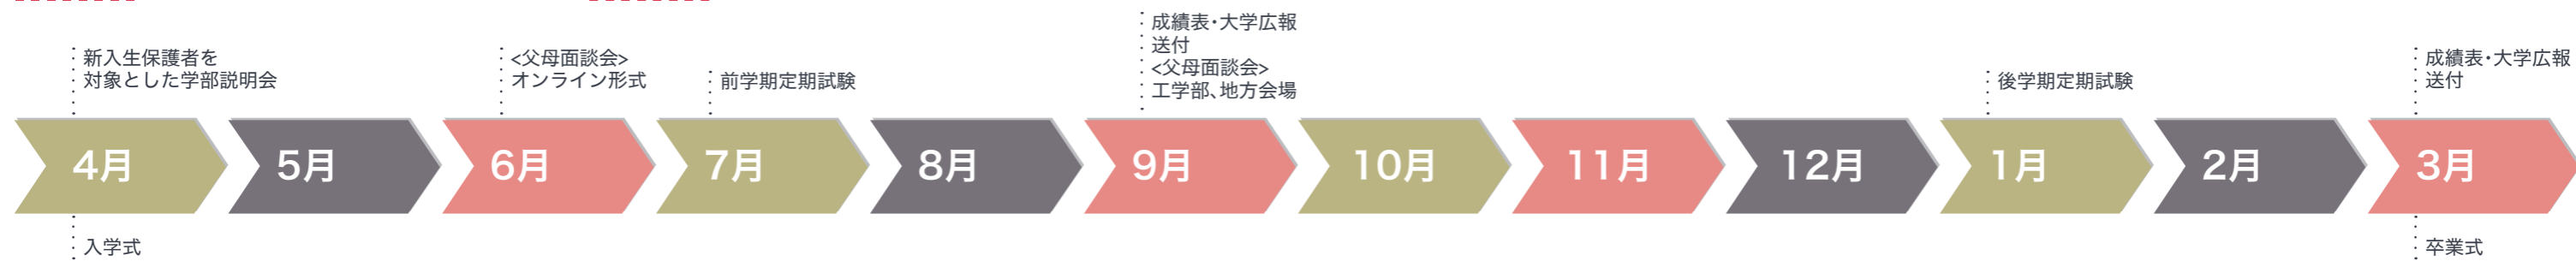 新入生保護者を
対象とした学部説明会
<父母面談会>
オンライン形式
前学期定期試験
成績表・大学広報
送付
<父母面談会>
工学部、地方会場
後学期定期試験
成績表・大学広報
送付
4月
5月
6月
7月
8月
9月
10月
11月
12月
1月
2月
3月
入学式
卒業式